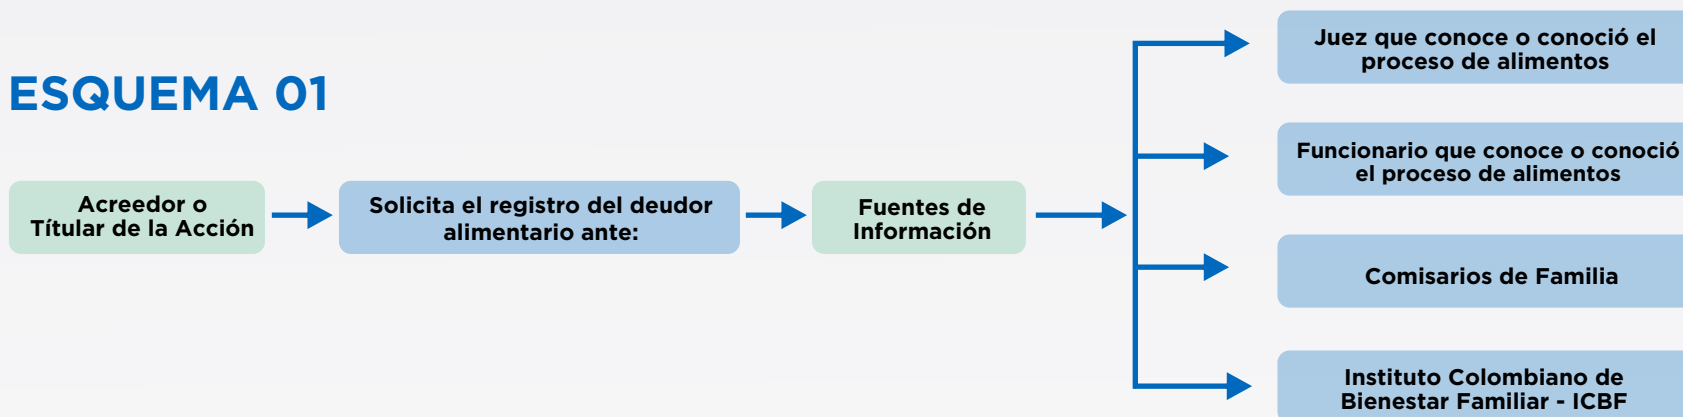 ESQUEMA 01
Acreedor o
Títular de la Acción
Solicita el registro del deudor
alimentario ante:
Fuentes de
Información
Juez que conoce o conoció el
proceso de alimentos
Funcionario que conoce o conoció
el proceso de alimentos
Comisarios de Familia
Instituto Colombiano de
Bienestar Familiar - ICBF